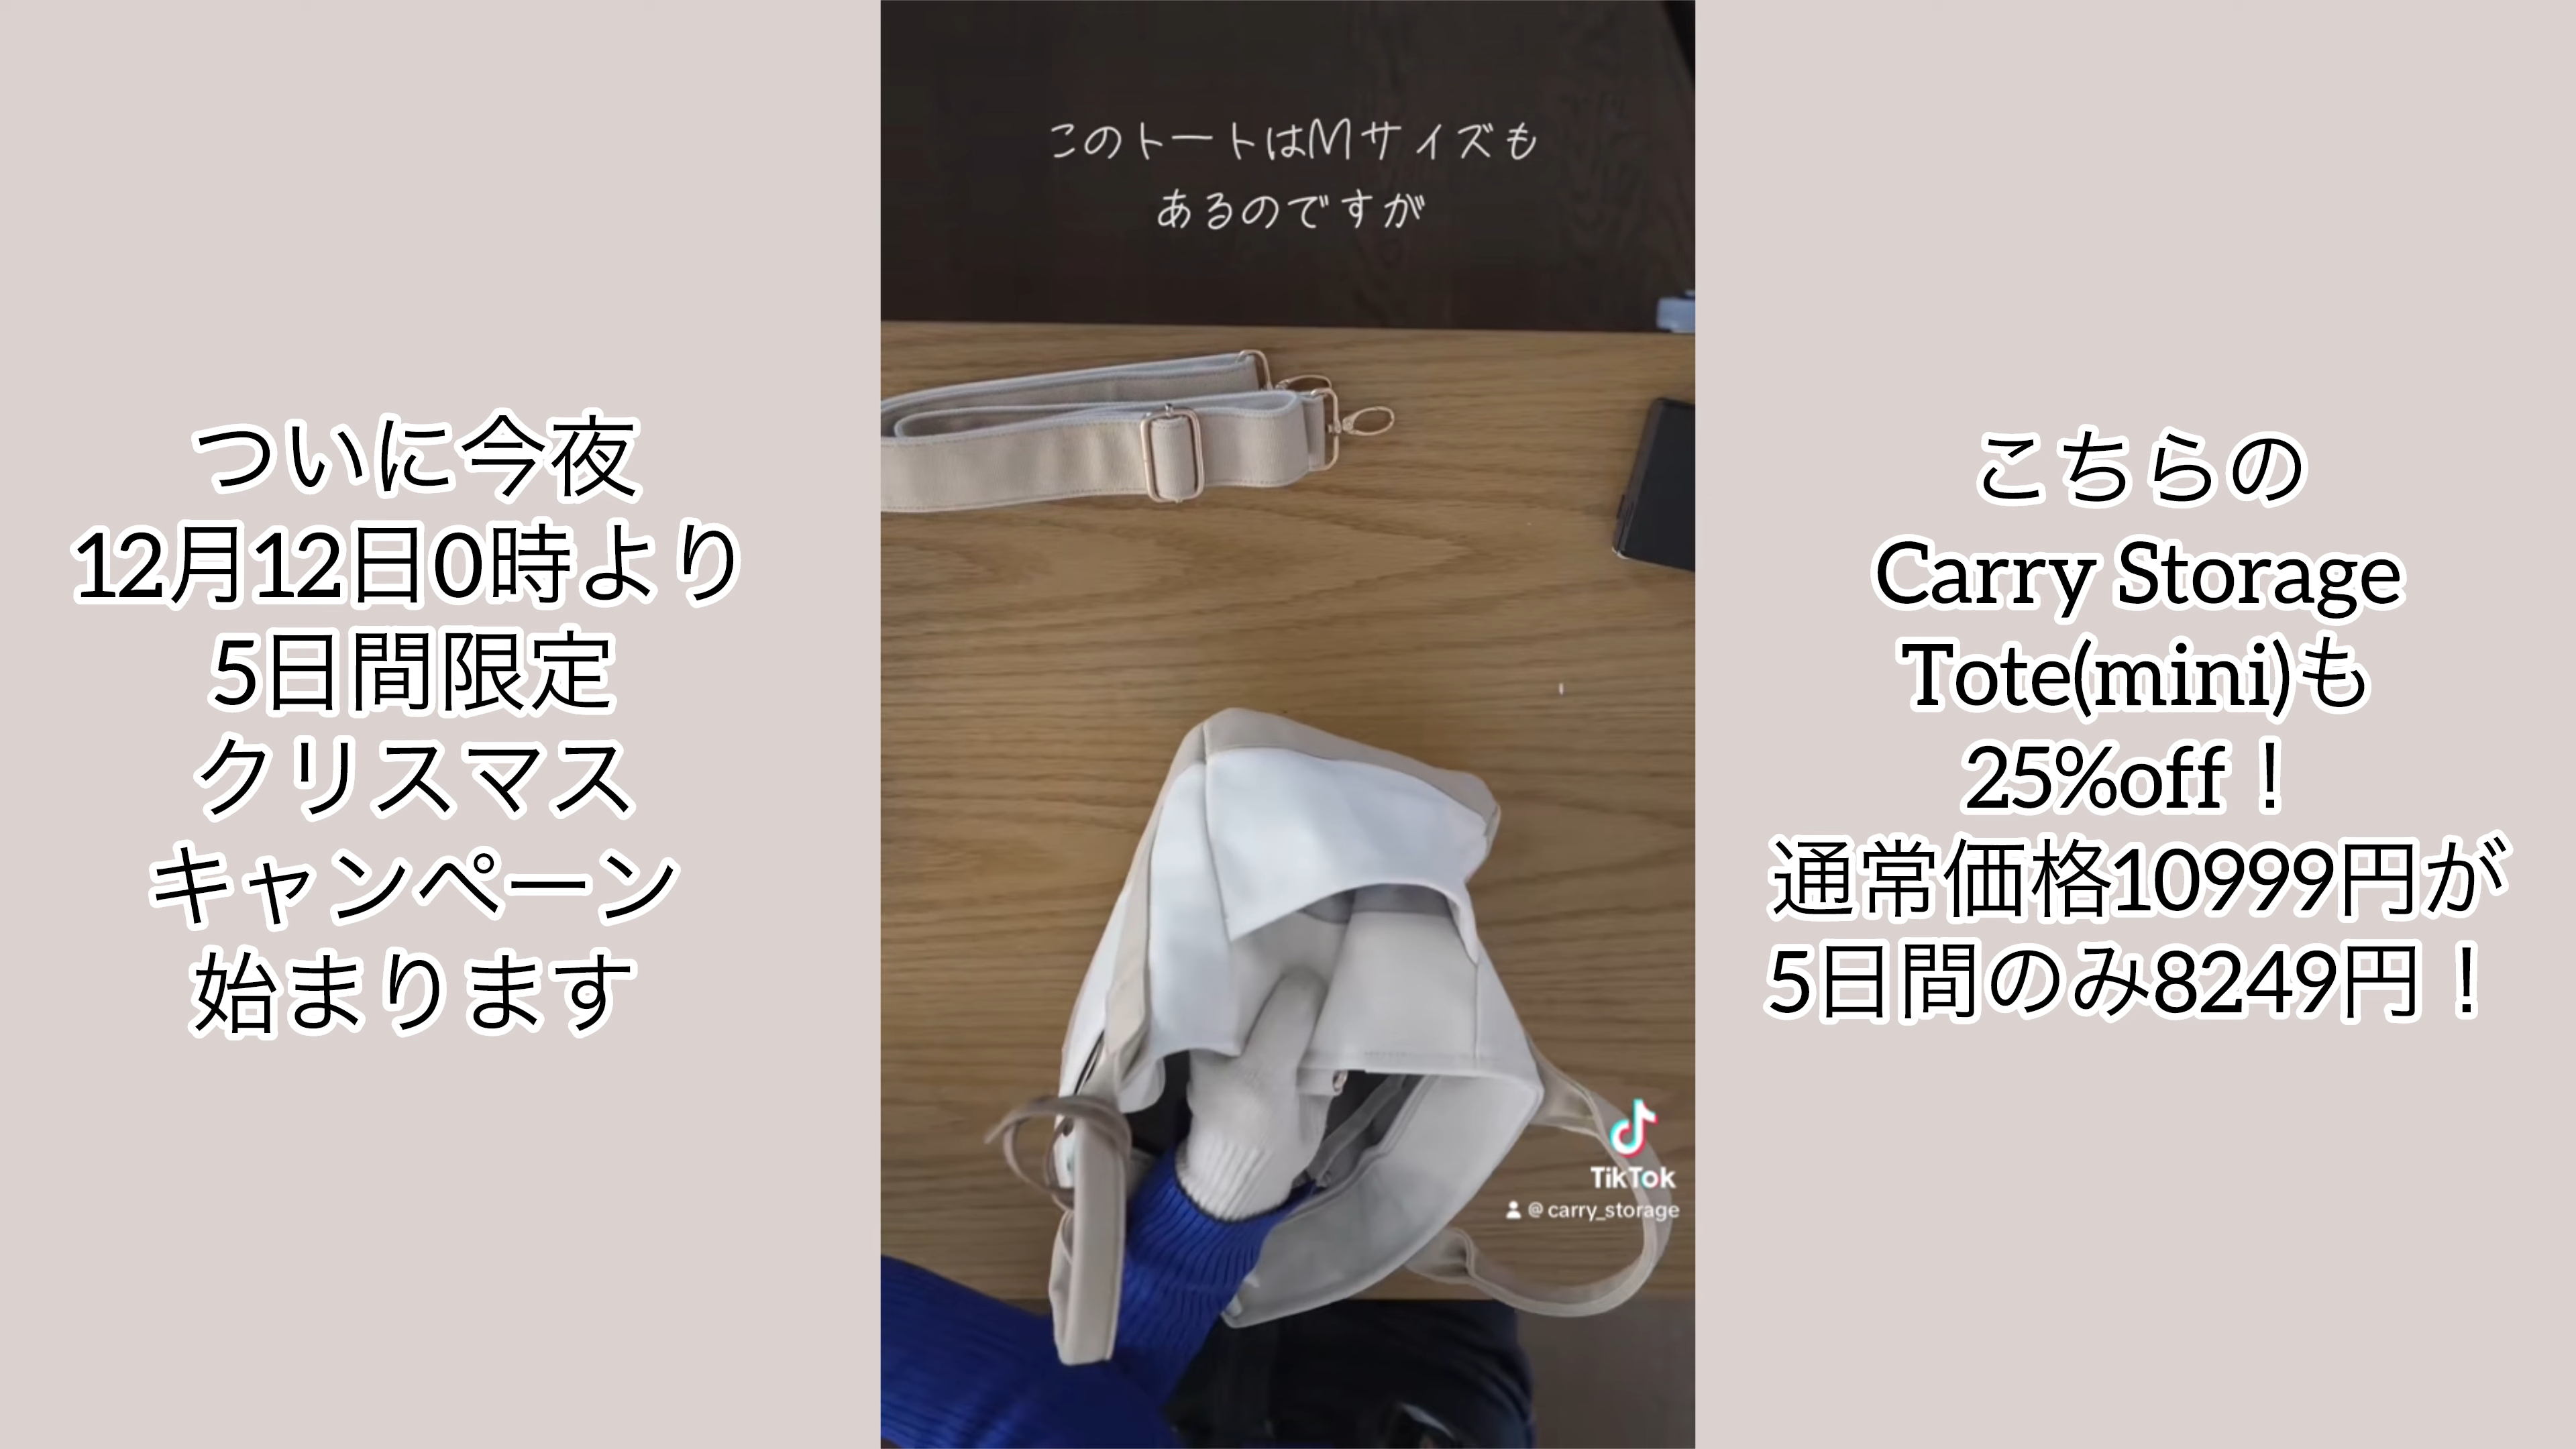 ついに今夜
12月12日0時より
5日間限定
クリスマス
キャンペーン
始まります
このトートはMサイズも
あるのですが
TikTok
@carry_storage
こちらの
Carry Storage
Tote(mini)も
25%off！
通常価格10999円が
5日間のみ8249円！